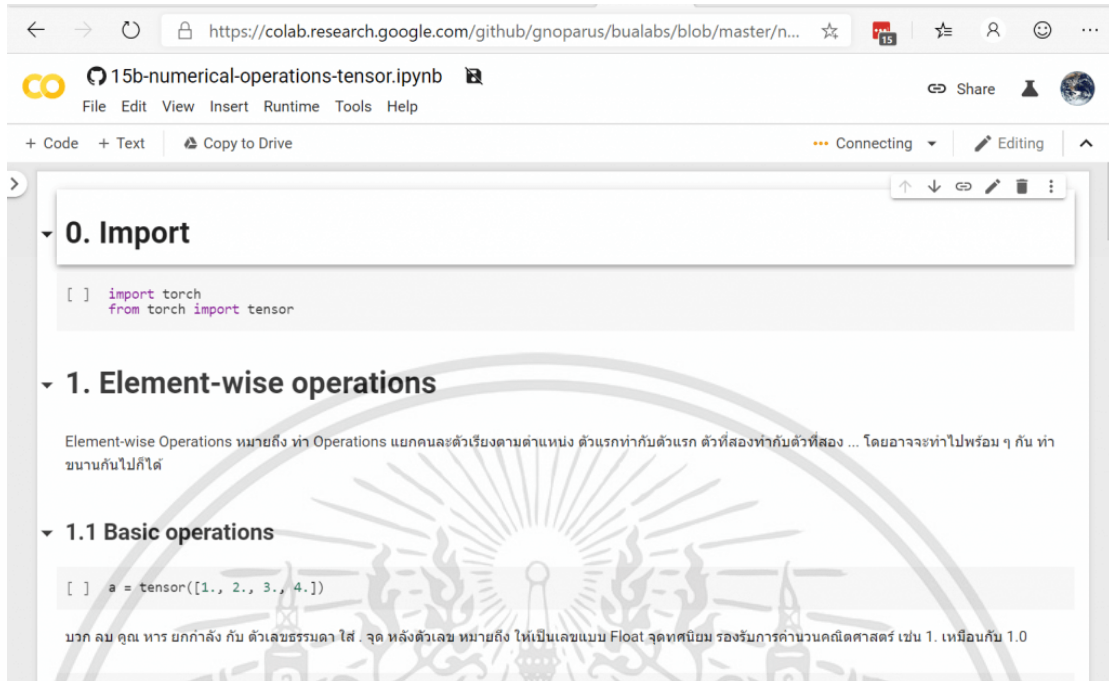 https://colab.research.google.com/github/gnoparus/bualabs/blob/master/n...
15
CO 15b-numerical-operations-tensor.ipynb
File Edit View Insert Runtime Tools Help
Share
+ Code + Text Copy to Drive
Connecting
Editing
0. Import
[ ] import torch
from torch import tensor
1. Element-wise operations
Element-wise Operations หมายถึง ทำ Operations แยกคนละตัวเรียงตามตำแหน่ง ตัวแรกทำกับตัวแรก ตัวที่สองทำกับตัวที่สอง ... โดยอาจจะทำไปพร้อม ๆ กัน ทำ
ขนานกันไปก็ได้
1.1 Basic operations
[ ] a = tensor([1., 2., 3., 4.])
บวก ลบ คูณ หาร ยกกำลัง กับ ตัวเลขธรรมดา ใส่ . จุด หลังตัวเลข หมายถึง ให้เป็นเลขแบบ Float จุดทศนิยม รองรับการคำนวนคณิตศาสตร์ เช่น 1. เหมือนกับ 1.0